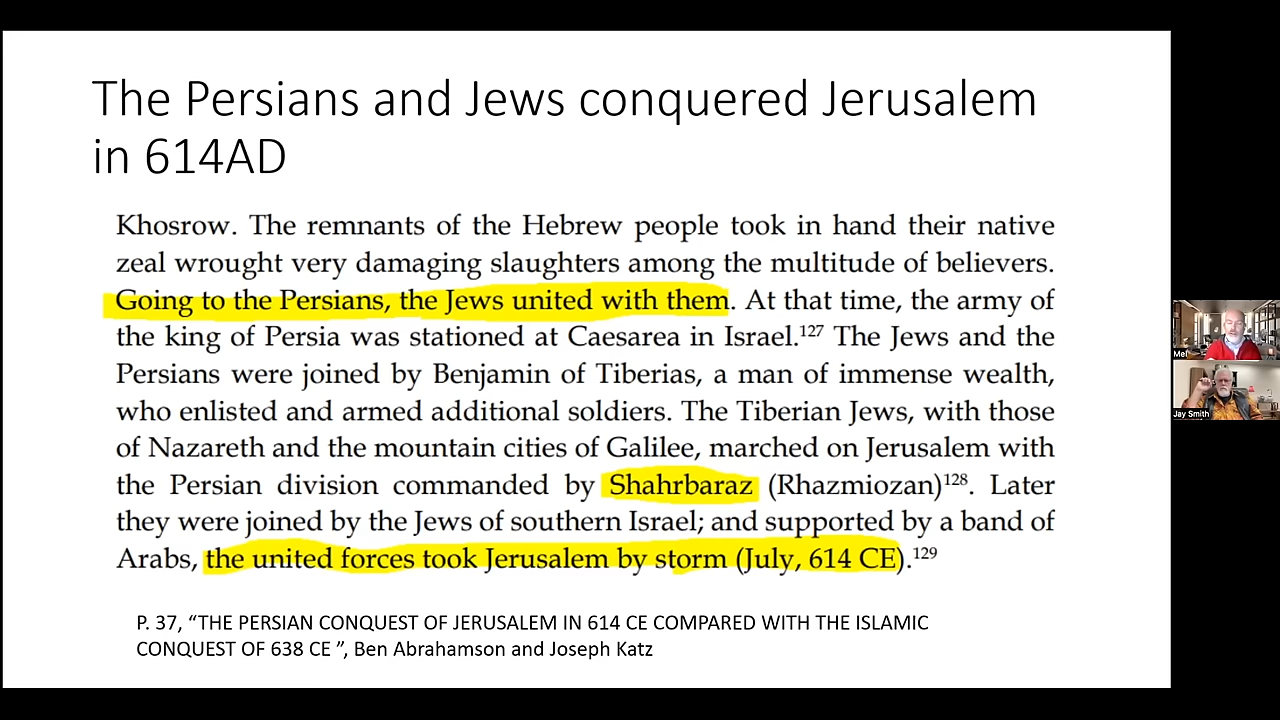 The Persians and Jews conquered Jerusalem
in 614AD
Khosrow. The remnants of the Hebrew people took in hand their native
zeal wrought very damaging slaughters among the multitude of believers.
Going to the Persians, the Jews united with them. At that time, the army of
the king of Persia was stationed at Caesarea in Israel.¹²⁷ The Jews and the
Persians were joined by Benjamin of Tiberias, a man of immense wealth,
who enlisted and armed additional soldiers. The Tiberian Jews, with those
of Nazareth and the mountain cities of Galilee, marched on Jerusalem with
the Persian division commanded by Shahrbaraz (Rhazmiozan)¹²⁸. Later
they were joined by the Jews of southern Israel; and supported by a band of
Arabs, the united forces took Jerusalem by storm (July, 614 CE).¹²⁹
P. 37, “THE PERSIAN CONQUEST OF JERUSALEM IN 614 CE COMPARED WITH THE ISLAMIC
CONQUEST OF 638 CE ”, Ben Abrahamson and Joseph Katz
Mel
Jay Smith